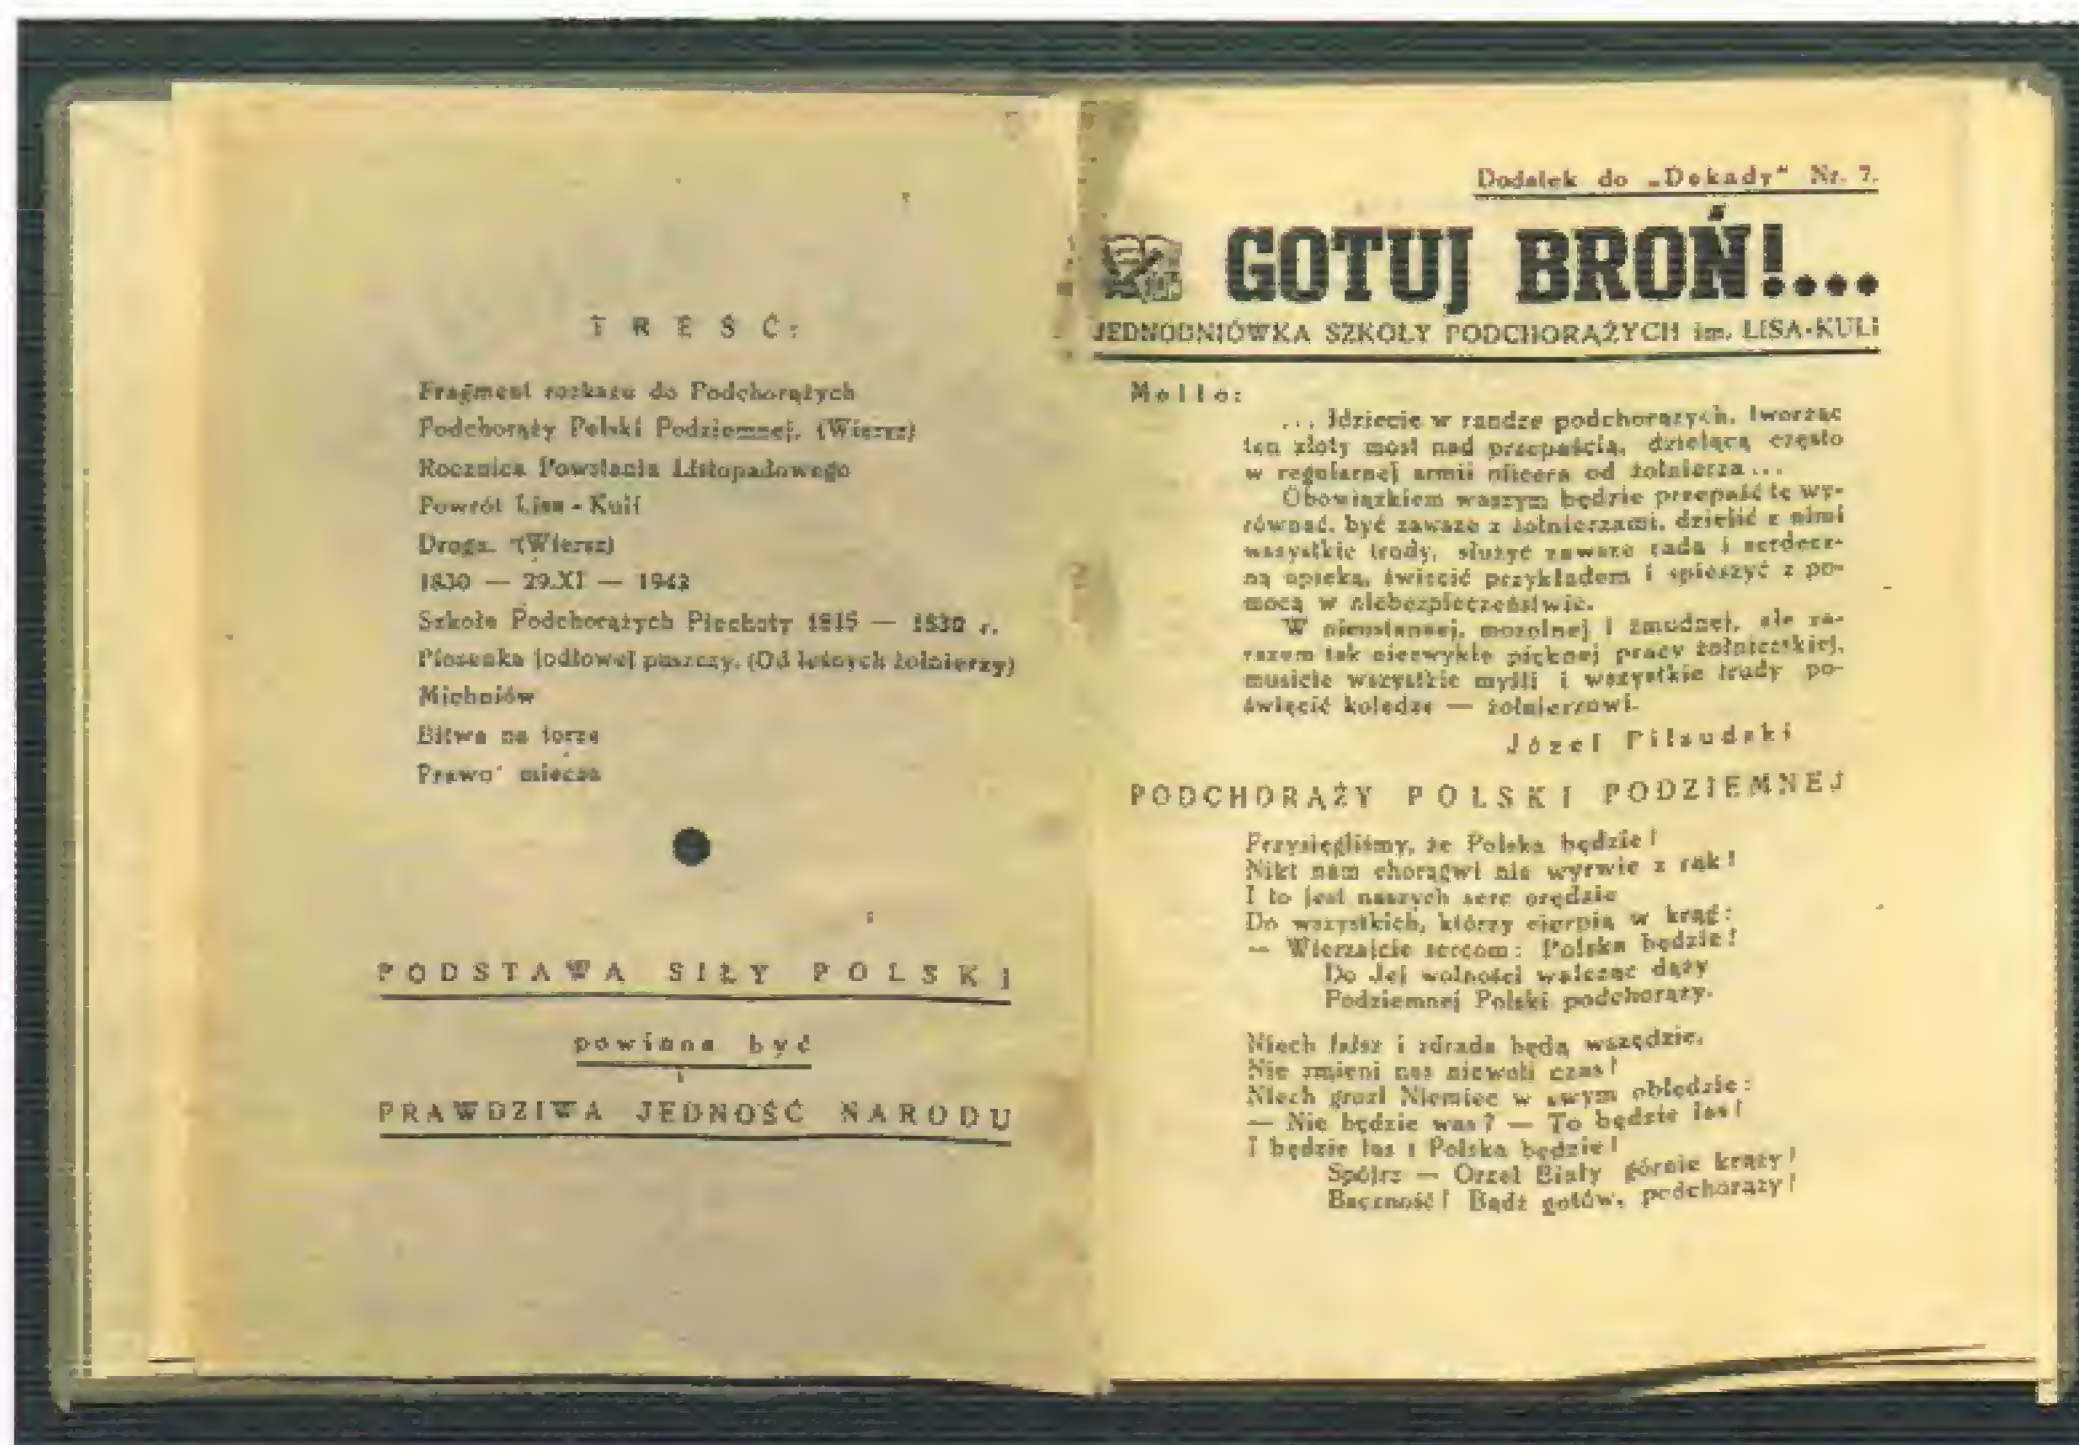 TREŚĆ:
Fragment rozkazu do Podchorążych
Podchorąży Polski Podziemnej. (Wiersz)
Rocznica Powstania Listopadowego
Powrót Lisa - Kuli
Droga. (Wiersz)
1830 — 29.XI — 1943
Szkoła Podchorążych Piechoty 1815 — 1830 r.
Piosenka jodłowej puszczy. (Od leśnych żołnierzy)
Michniów
Bitwa na torze
Prawo miecza
PODSTAWĄ SIŁY POLSKI
powinna być
PRAWDZIWA JEDNOŚĆ NARODU
Dodatek do „Dekady" Nr. 7.
GOTUJ BROŃ!...
JEDNODNIÓWKA SZKOŁY PODCHORĄŻYCH im. LISA-KULI
Motto:
... Idziecie w randze podchorążych, tworząc
ten złoty most nad przepaścią, dzielącą często
w regularnej armii oficera od żołnierza...
Obowiązkiem waszym będzie przepaść tę wy-
równać, być zawsze z żołnierzami, dzielić z nimi
wszystkie trudy, służyć zawsze radą i serdecz-
ną opieką, świecić przykładem i spieszyć z po-
mocą w niebezpieczeństwie.
W nieustannej, mozolnej i żmudnej, ale za-
razem tak niezwykle pięknej pracy żołnierskiej,
musicie wszystkie myśli i wszystkie trudy po-
święcić koledze — żołnierzowi.
Józef Piłsudski
PODCHORĄŻY POLSKI PODZIEMNEJ
Przysięgliśmy, że Polska będzie!
Nikt nam chorągwi nie wyrwie z rąk!
I to jest naszych serc orędzie
Do wszystkich, którzy cierpią w krąg:
— Wierzajcie sercom: Polska będzie!
Do Jej wolności walcząc dąży
Podziemnej Polski podchorąży.
Niech fałsz i zdrada będą wszędzie,
Nie zmieni nas niewoli czas!
Niech grozi Niemiec w swym obłędzie:
— Nie będzie was? — To będzie las!
I będzie las i Polska będzie!
Spójrz — Orzeł Biały górnie krąży!
Baczność! Bądź gotów, podchorąży!